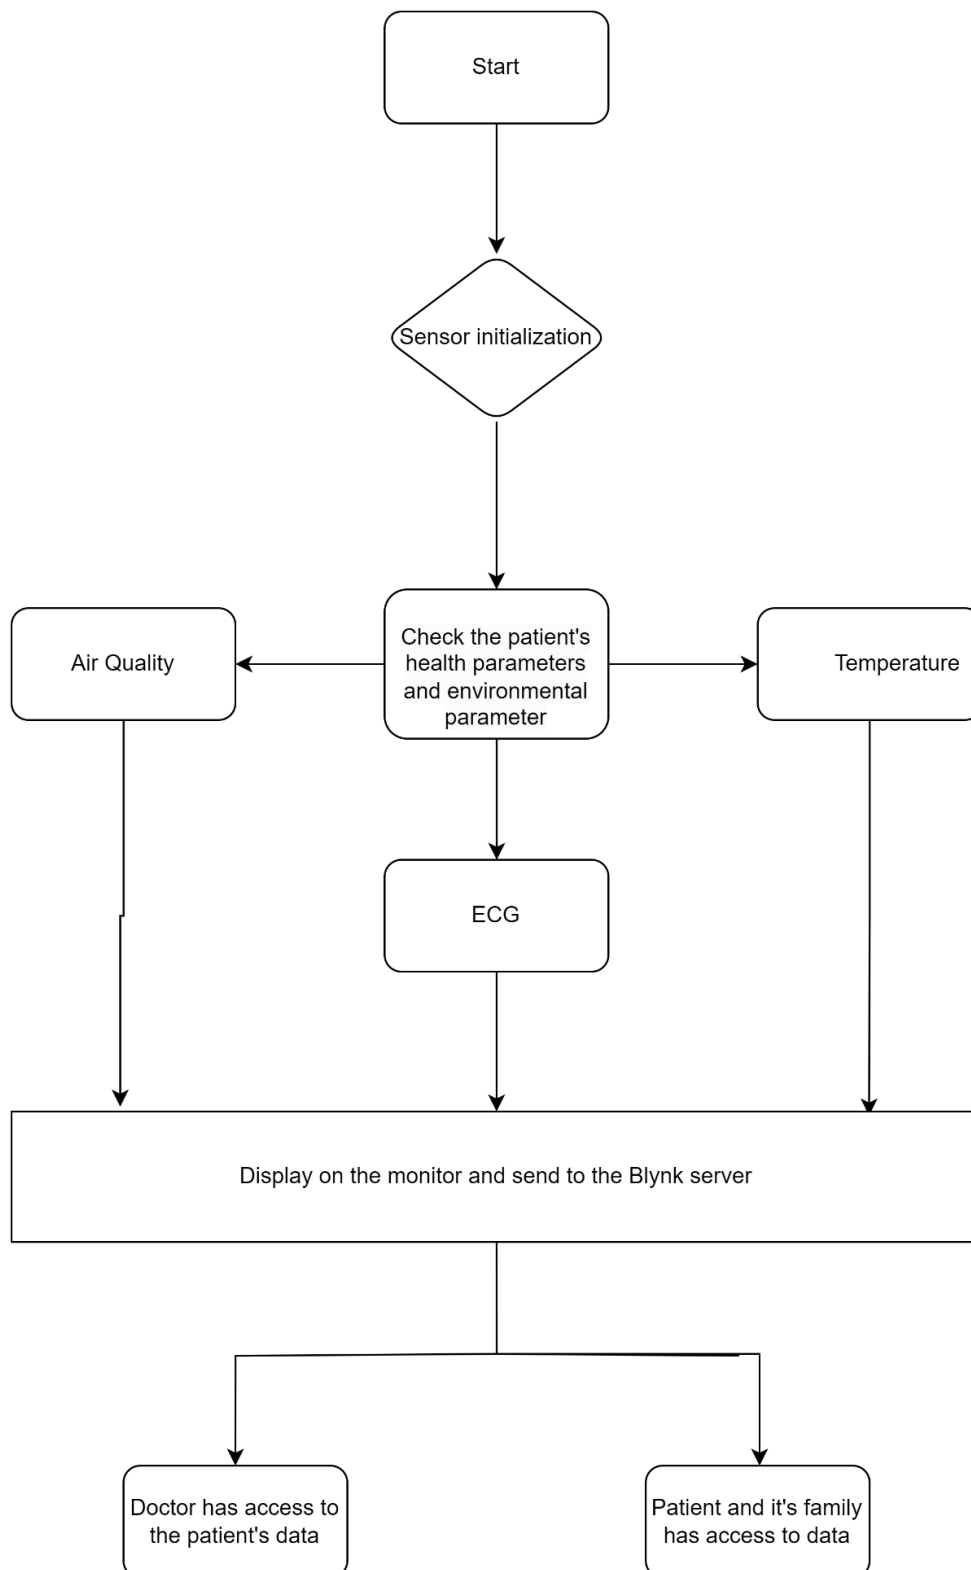 Start
Sensor initialization
Air Quality
Check the patient's
health parameters
and environmental
parameter
Temperature
ECG
Display on the monitor and send to the Blynk server
Doctor has access to
the patient's data
Patient and it's family
has access to data